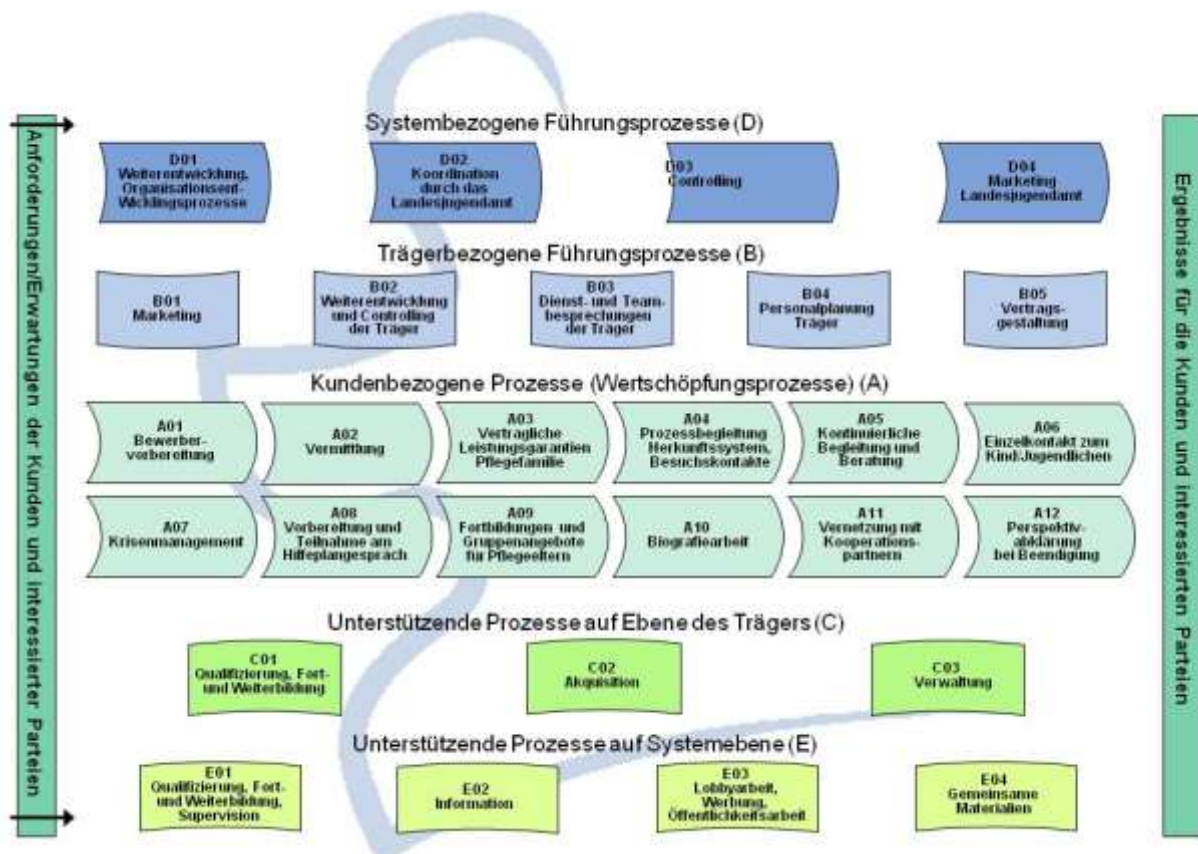 Anforderungen/Erwartungen der Kunden und interessierter Parteien
Systembezogene Führungsprozesse (D)
D01
Weiterentwicklung,
Organisationsent-
Wicklingsprozesse
D02
Koordination
durch das
Landesjugendamt
D03
Controlling
D04
Marketing
Landesjugendamt
Trägerbezogene Führungsprozesse (B)
B01
Marketing
B02
Weiterentwicklung
und Controlling
der Träger
B03
Dienst- und Team-
besprechungen
der Träger
B04
Personalplanung
Träger
B05
Vertrags-
gestaltung
Kundenbezogene Prozesse (Wertschöpfungsprozesse) (A)
A01
Bewerber-
vorbereitung
A02
Vermittlung
A03
Vertragliche
Leistungsgarantien
Pflegefamilie
A04
Prozessbegleitung
Herkunftssystem,
Besuchskontakte
A05
Kontinuierliche
Begleitung und
Beratung
A06
Einzelkontakt zum
Kind/Jugendlichen
A07
Krisenmanagement
A08
Vorbereitung und
Teilnahme am
Hilfeplangespräch
A09
Fortbildungen und
Gruppenangebote
für Pflegeeltern
A10
Biografiearbeit
A11
Vernetzung mit
Kooperations-
partnern
A12
Perspektiv-
abklärung
bei Beendigung
Unterstützende Prozesse auf Ebene des Trägers (C)
C01
Qualifizierung, Fort-
und Weiterbildung
C02
Akquisition
C03
Verwaltung
Unterstützende Prozesse auf Systemebene (E)
E01
Qualifizierung, Fort-
und Weiterbildung,
Supervision
E02
Information
E03
Lobbyarbeit,
Werbung,
Öffentlichkeitsarbeit
E04
Gemeinsame
Materialien
Ergebnisse für die Kunden und interessierten Parteien